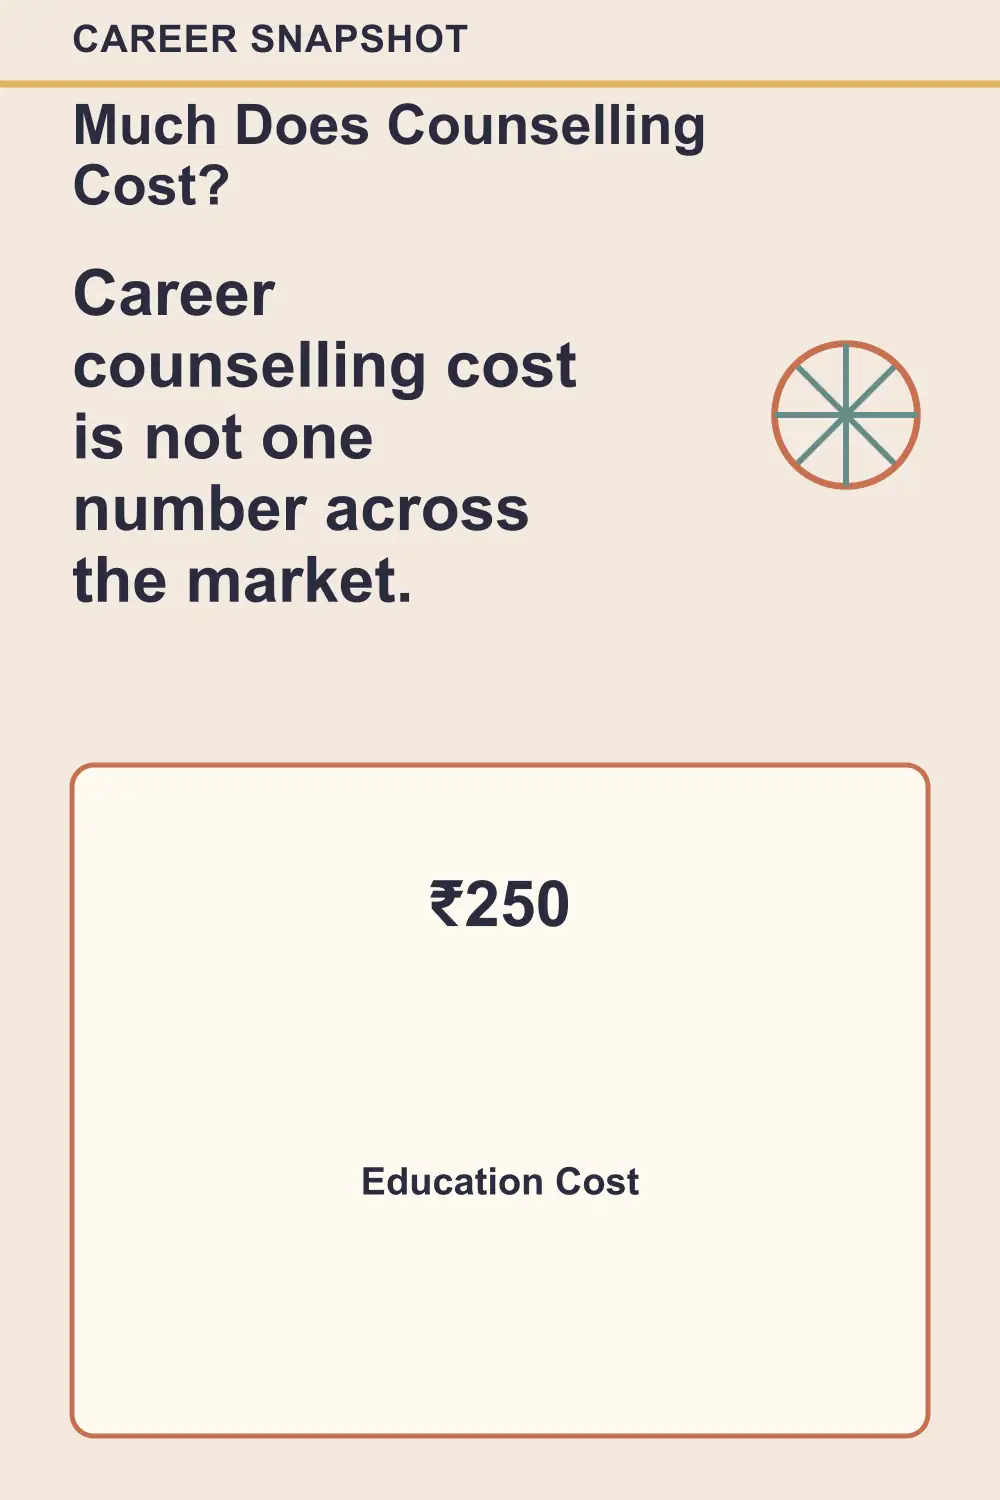 CAREER SNAPSHOT
Much Does Counselling
Cost?
Career
counselling cost
is not one
number across
the market.
₹250
Education Cost